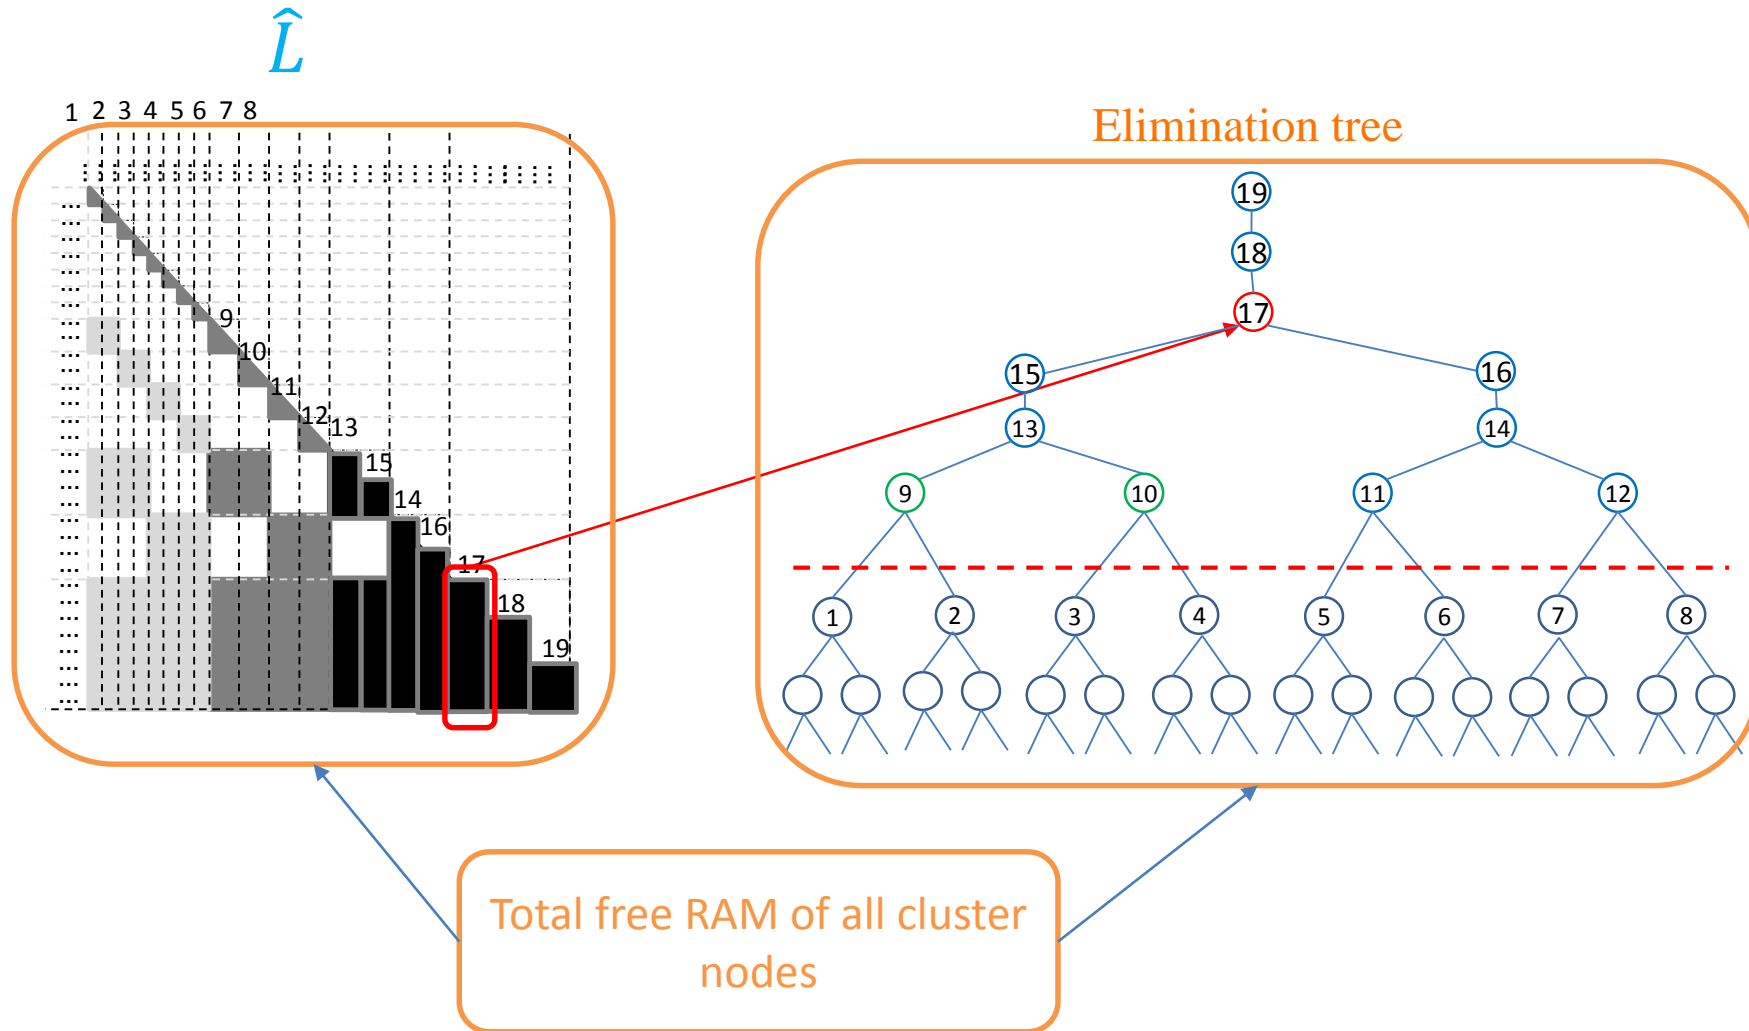 L̂
1 2 3 4 5 6 7 8
9
10
11
12
13
15
14
16
17
18
19
Elimination tree
19
18
17
15 16
13 14
9 10 11 12
1 2 3 4 5 6 7 8
Total free RAM of all cluster
nodes